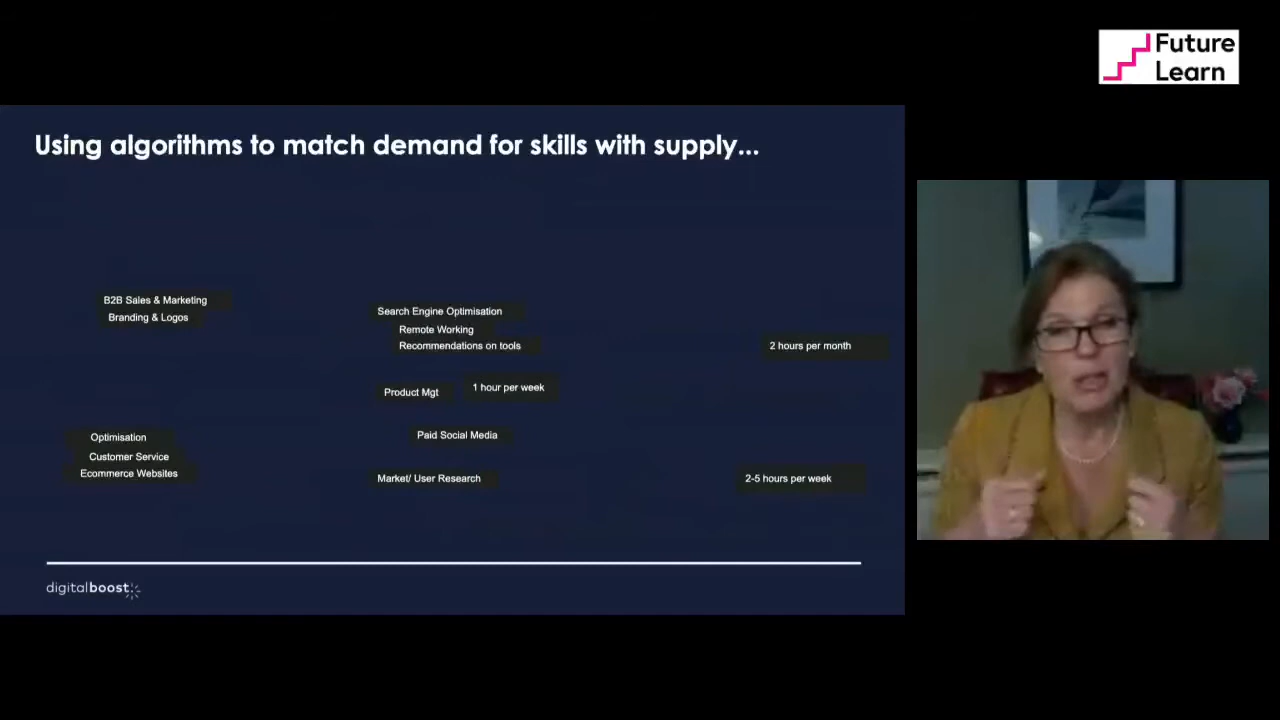 Future
Learn
Using algorithms to match demand for skills with supply...
B2B Sales & Marketing
Branding & Logos
Search Engine Optimisation
Remote Working
Recommendations on tools
2 hours per month
Product Mgt
1 hour per week
Paid Social Media
Optimisation
Customer Service
Ecommerce Websites
Market/ User Research
2-5 hours per week
digitalboost